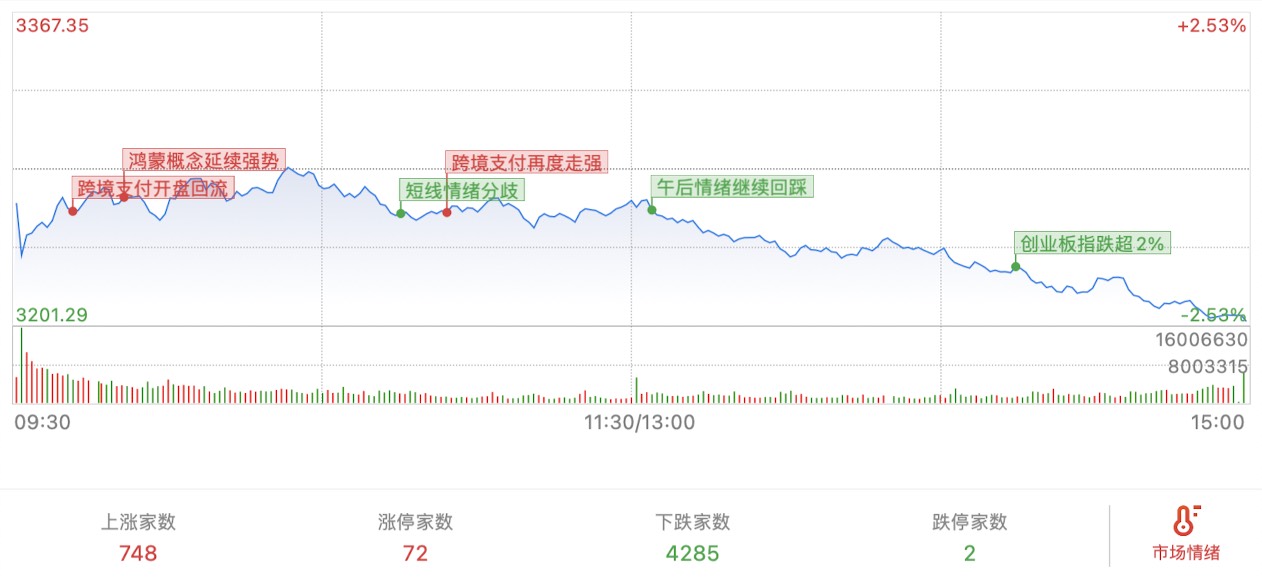 3367.35
+2.53%
鸿蒙概念延续强势
跨境支付再度走强
跨境支付开盘回流
短线情绪分歧
午后情绪继续回踩
创业板指跌超2%
3201.29
-2.53%
16006630
8003315
09:30
11:30/13:00
15:00
上涨家数
涨停家数
下跌家数
跌停家数
748
72
4285
2
市场情绪